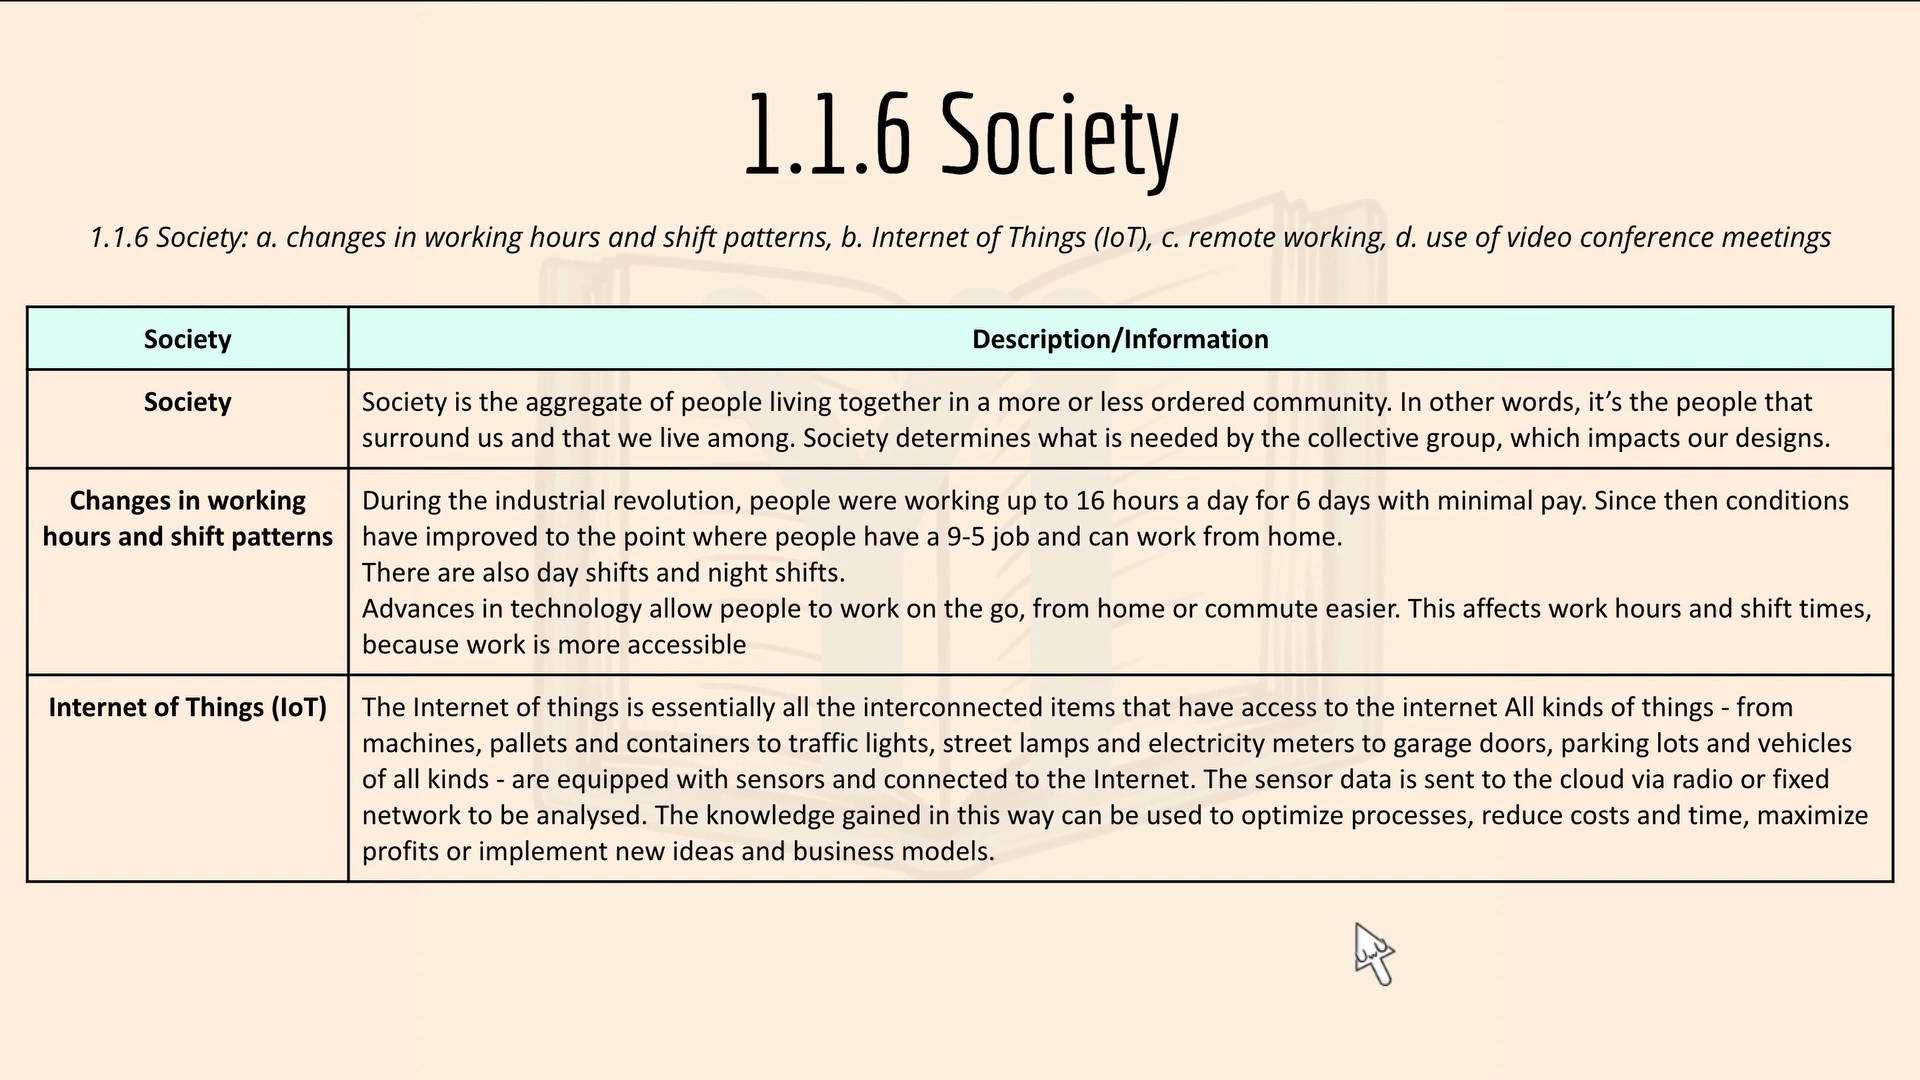 1.1.6 Society
1.1.6 Society: a. changes in working hours and shift patterns, b. Internet of Things (IoT), c. remote working, d. use of video conference meetings
Society
Description/Information
Society
Society is the aggregate of people living together in a more or less ordered community. In other words, it’s the people that
surround us and that we live among. Society determines what is needed by the collective group, which impacts our designs.
Changes in working
hours and shift patterns
During the industrial revolution, people were working up to 16 hours a day for 6 days with minimal pay. Since then conditions
have improved to the point where people have a 9-5 job and can work from home.
There are also day shifts and night shifts.
Advances in technology allow people to work on the go, from home or commute easier. This affects work hours and shift times,
because work is more accessible
Internet of Things (IoT)
The Internet of things is essentially all the interconnected items that have access to the internet All kinds of things - from
machines, pallets and containers to traffic lights, street lamps and electricity meters to garage doors, parking lots and vehicles
of all kinds - are equipped with sensors and connected to the Internet. The sensor data is sent to the cloud via radio or fixed
network to be analysed. The knowledge gained in this way can be used to optimize processes, reduce costs and time, maximize
profits or implement new ideas and business models.